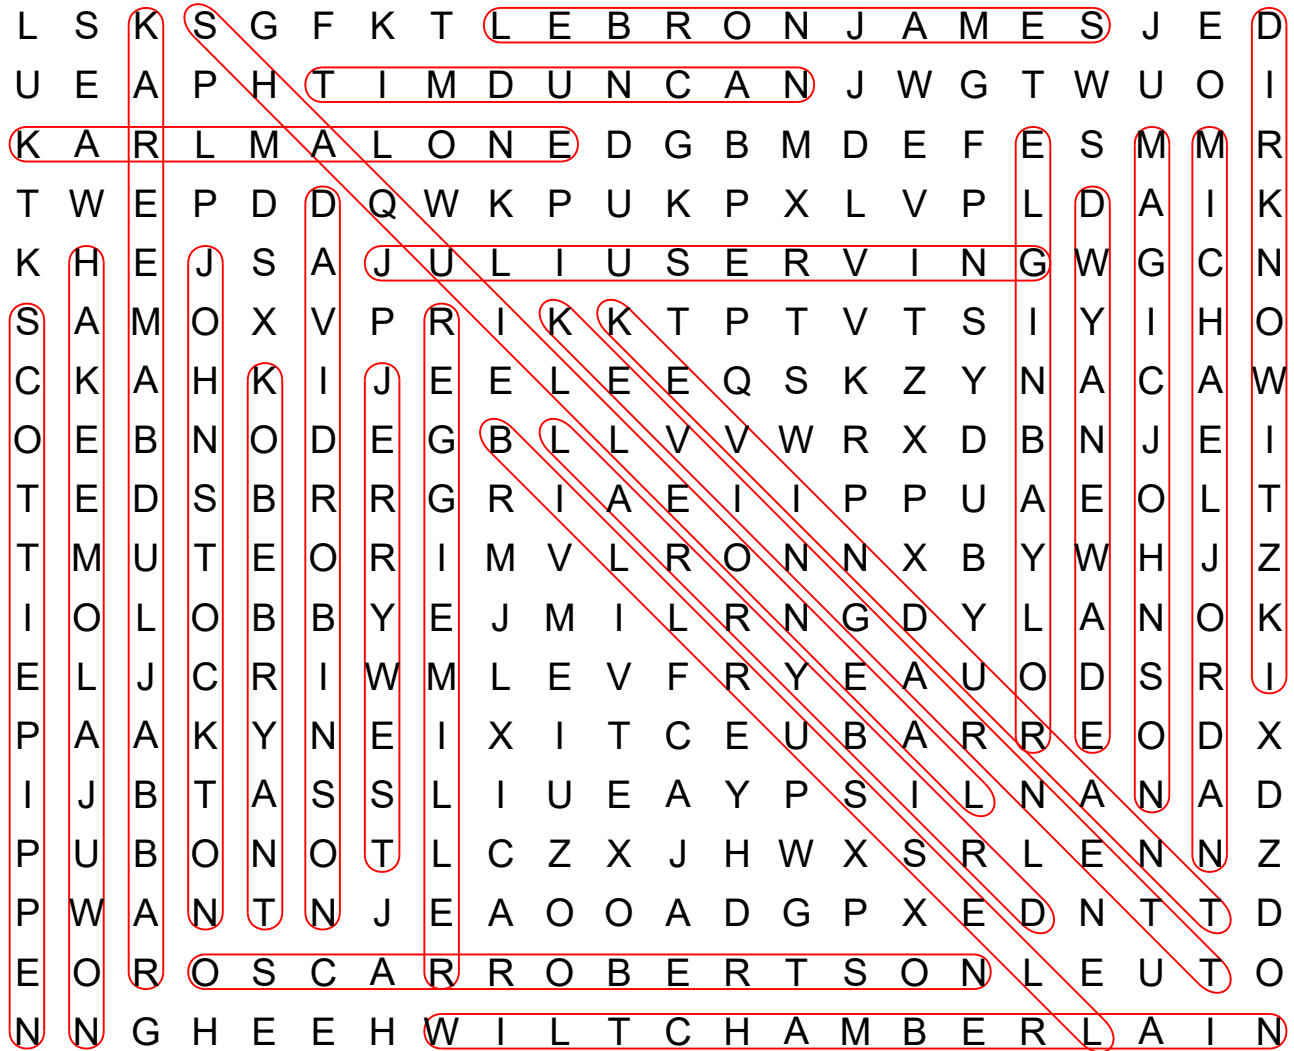 L S K S G F K T L E B R O N J A M E S J E D
U E A P H T I M D U N C A N J W G T W U O I
K A R L M A L O N E D G B M D E F E S M M R
T W E P D D Q W K P U K P X L V P L D A I K
K H E J S A J U L I U S E R V I N G W G C N
S A M O X V P R I K K T P T V T S I Y I H O
C K A H K I J E E L E E Q S K Z Y N A C A W
O E B N O D E G B L L V V W R X D B N J E I
T E D S B R R G R I A E I I P P U A E O L T
T M U T E O R I M V L R O N N X B Y W H J Z
I O L O B B Y E J M I L R N G D Y L A N O K
E L J C R I W M L E V F R Y E A U O D S R I
P A A K Y N E I X I T C E U B A R R E O D X
I J B T A S S L I U E A Y P S I L N A N A D
P U B O N O T L C Z X J H W X S R L E N N Z
P W A N T N J E A O O A D G P X E D N T T D
E O R O S C A R R O B E R T S O N L E U T O
N N G H E E H W I L T C H A M B E R L A I N